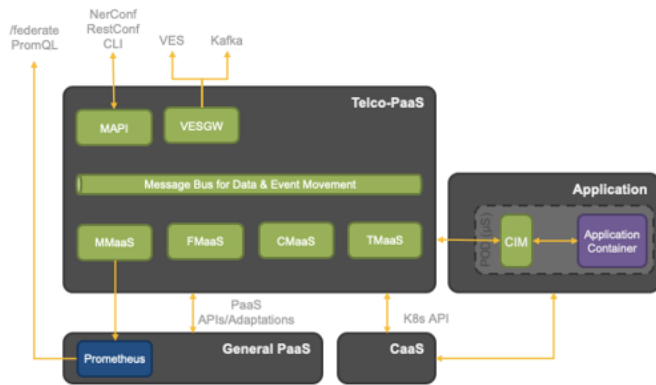 /federate
PromQL
NerConf
RestConf
CLI
VES
Kafka
Telco-PaaS
MAPI
VESGW
Message Bus for Data & Event Movement
MMaaS
FMaaS
CMaaS
TMaaS
Application
POD (µS)
CIM
Application
Container
PaaS
APIs/Adaptations
K8s API
General PaaS
Prometheus
CaaS